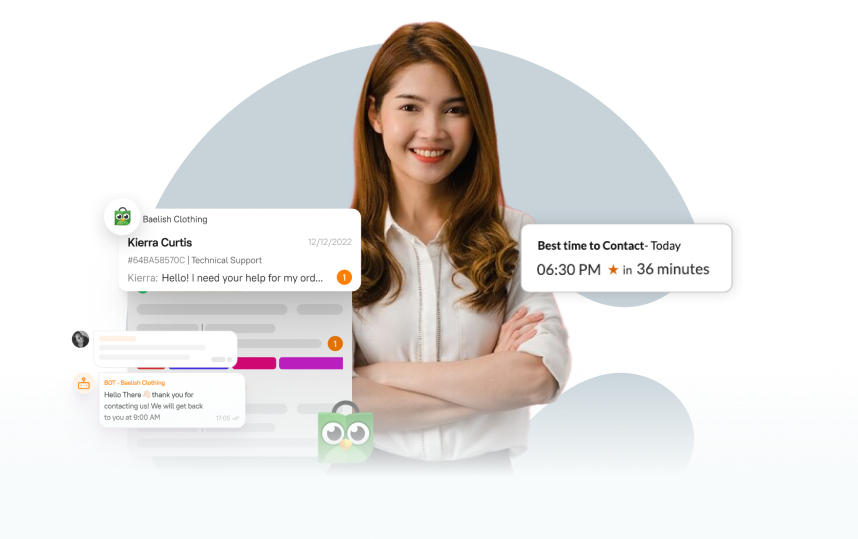 Baelish Clothing
Kierra Curtis
12/12/2022
#64BA58570C | Technical Support
Kierra: Hello! I need your help for my ord...
1
Best time to Contact- Today
06:30 PM ★ in 36 minutes
1
BOT - Baelish Clothing
Hello There 👋🏻 thank you for
contacting us! We will get back
to you at 9:00 AM
17:05